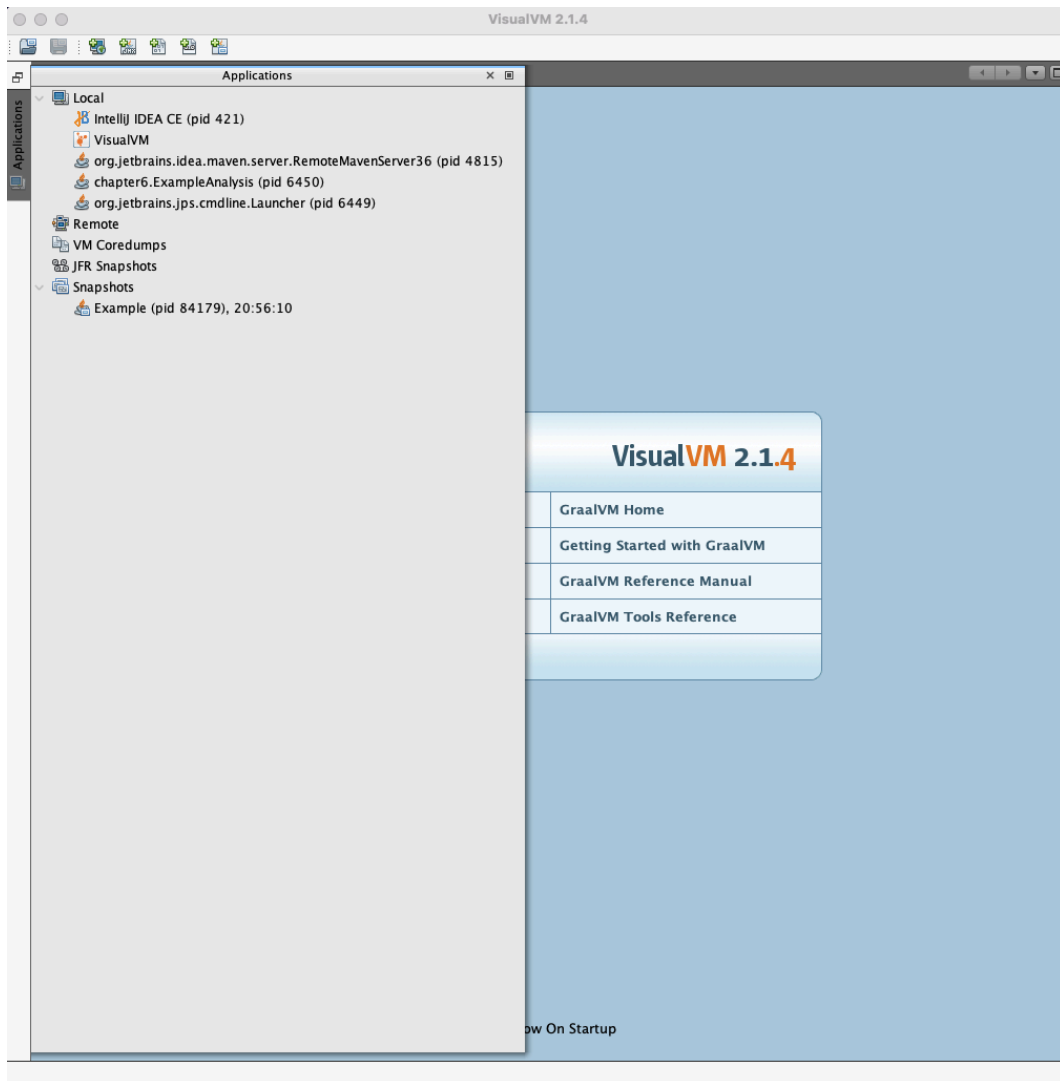 VisualVM 2.1.4
Applications
Applications
Local
IntelliJ IDEA CE (pid 421)
VisualVM
org.jetbrains.idea.maven.server.RemoteMavenServer36 (pid 4815)
chapter6.ExampleAnalysis (pid 6450)
org.jetbrains.jps.cmdline.Launcher (pid 6449)
Remote
VM Coredumps
JFR Snapshots
Snapshots
Example (pid 84179), 20:56:10
VisualVM 2.1.4
GraalVM Home
Getting Started with GraalVM
GraalVM Reference Manual
GraalVM Tools Reference
ow On Startup